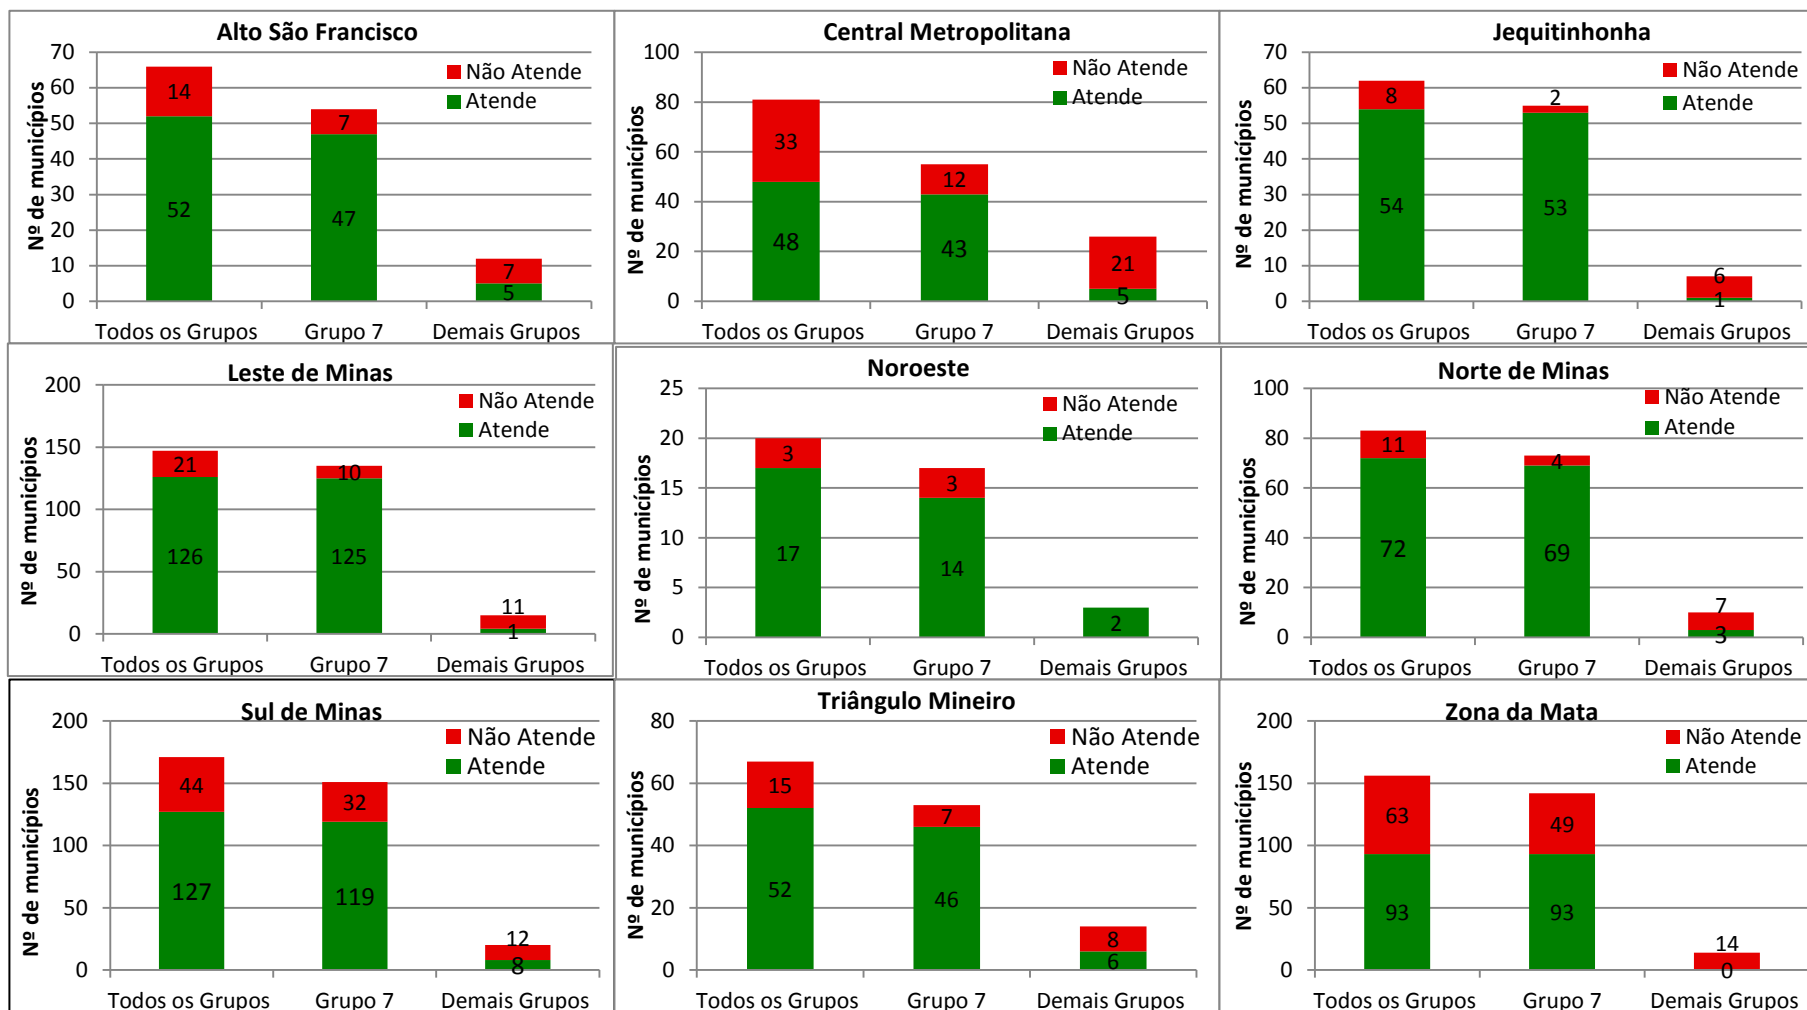 Alto São Francisco
Nº de municípios
70
60
50
40
30
20
10
0
Não Atende
Atende
14
52
7
47
7
5
Todos os Grupos
Grupo 7
Demais Grupos
Central Metropolitana
Nº de municípios
100
80
60
40
20
0
Não Atende
Atende
33
48
12
43
21
5
Todos os Grupos
Grupo 7
Demais Grupos
Jequitinhonha
Nº de municípios
70
60
50
40
30
20
10
0
Não Atende
Atende
8
54
2
53
6
1
Todos os Grupos
Grupo 7
Demais Grupos
Leste de Minas
Nº de municípios
200
150
100
50
0
Não Atende
Atende
21
126
10
125
11
1
Todos os Grupos
Grupo 7
Demais Grupos
Noroeste
Nº de municípios
25
20
15
10
5
0
Não Atende
Atende
3
17
3
14
2
Todos os Grupos
Grupo 7
Demais Grupos
Norte de Minas
Nº de municípios
100
80
60
40
20
0
Não Atende
Atende
11
72
4
69
7
3
Todos os Grupos
Grupo 7
Demais Grupos
Sul de Minas
Nº de municípios
200
150
100
50
0
Não Atende
Atende
44
127
32
119
12
8
Todos os Grupos
Grupo 7
Demais Grupos
Triângulo Mineiro
Nº de municípios
80
60
40
20
0
Não Atende
Atende
15
52
7
46
8
6
Todos os Grupos
Grupo 7
Demais Grupos
Zona da Mata
Nº de municípios
200
150
100
50
0
Não Atende
Atende
63
93
49
93
14
0
Todos os Grupos
Grupo 7
Demais Grupos